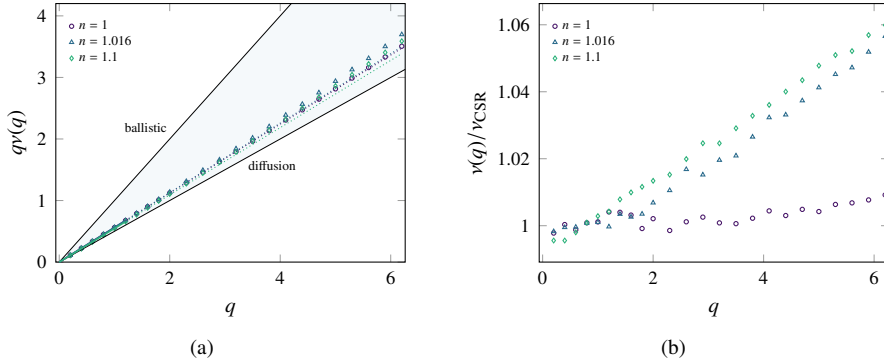 4
3
2
1
0
qν(q)
n = 1
n = 1.016
n = 1.1
ballistic
diffusion
0 2 4 6
q
(a)
1.06
1.04
1.02
1
ν(q)/νCSR
n = 1
n = 1.016
n = 1.1
0 2 4 6
q
(b)